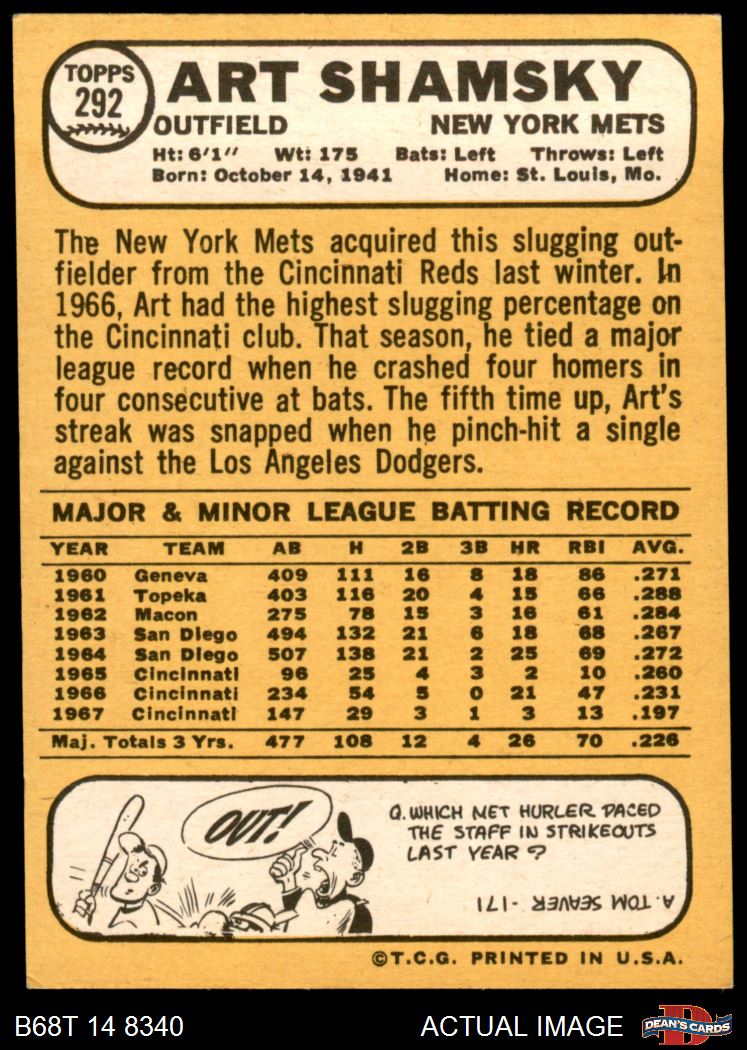 TOPPS
292
ART SHAMSKY
OUTFIELD NEW YORK METS
Ht: 6'1" Wt: 175 Bats: Left Throws: Left
Born: October 14, 1941 Home: St. Louis, Mo.
The New York Mets acquired this slugging out-
fielder from the Cincinnati Reds last winter. In
1966, Art had the highest slugging percentage on
the Cincinnati club. That season, he tied a major
league record when he crashed four homers in
four consecutive at bats. The fifth time up, Art's
streak was snapped when he pinch-hit a single
against the Los Angeles Dodgers.
MAJOR & MINOR LEAGUE BATTING RECORD
YEAR TEAM AB H 2B 3B HR RBI AVG.
1960 Geneva 409 111 16 8 18 86 .271
1961 Topeka 403 116 20 4 15 66 .288
1962 Macon 275 78 15 3 16 61 .284
1963 San Diego 494 132 21 6 18 68 .267
1964 San Diego 507 138 21 2 25 69 .272
1965 Cincinnati 96 25 4 3 2 10 .260
1966 Cincinnati 234 54 5 0 21 47 .231
1967 Cincinnati 147 29 3 1 3 13 .197
Maj. Totals 3 Yrs. 477 108 12 4 26 70 .226
OUT!
Q. WHICH MET HURLER PACED
THE STAFF IN STRIKEOUTS
LAST YEAR?
A. TOM SEAVER - 171
©T.C.G. PRINTED IN U.S.A.
B68T 14 8340 ACTUAL IMAGE
D
DEAN'S CARDS